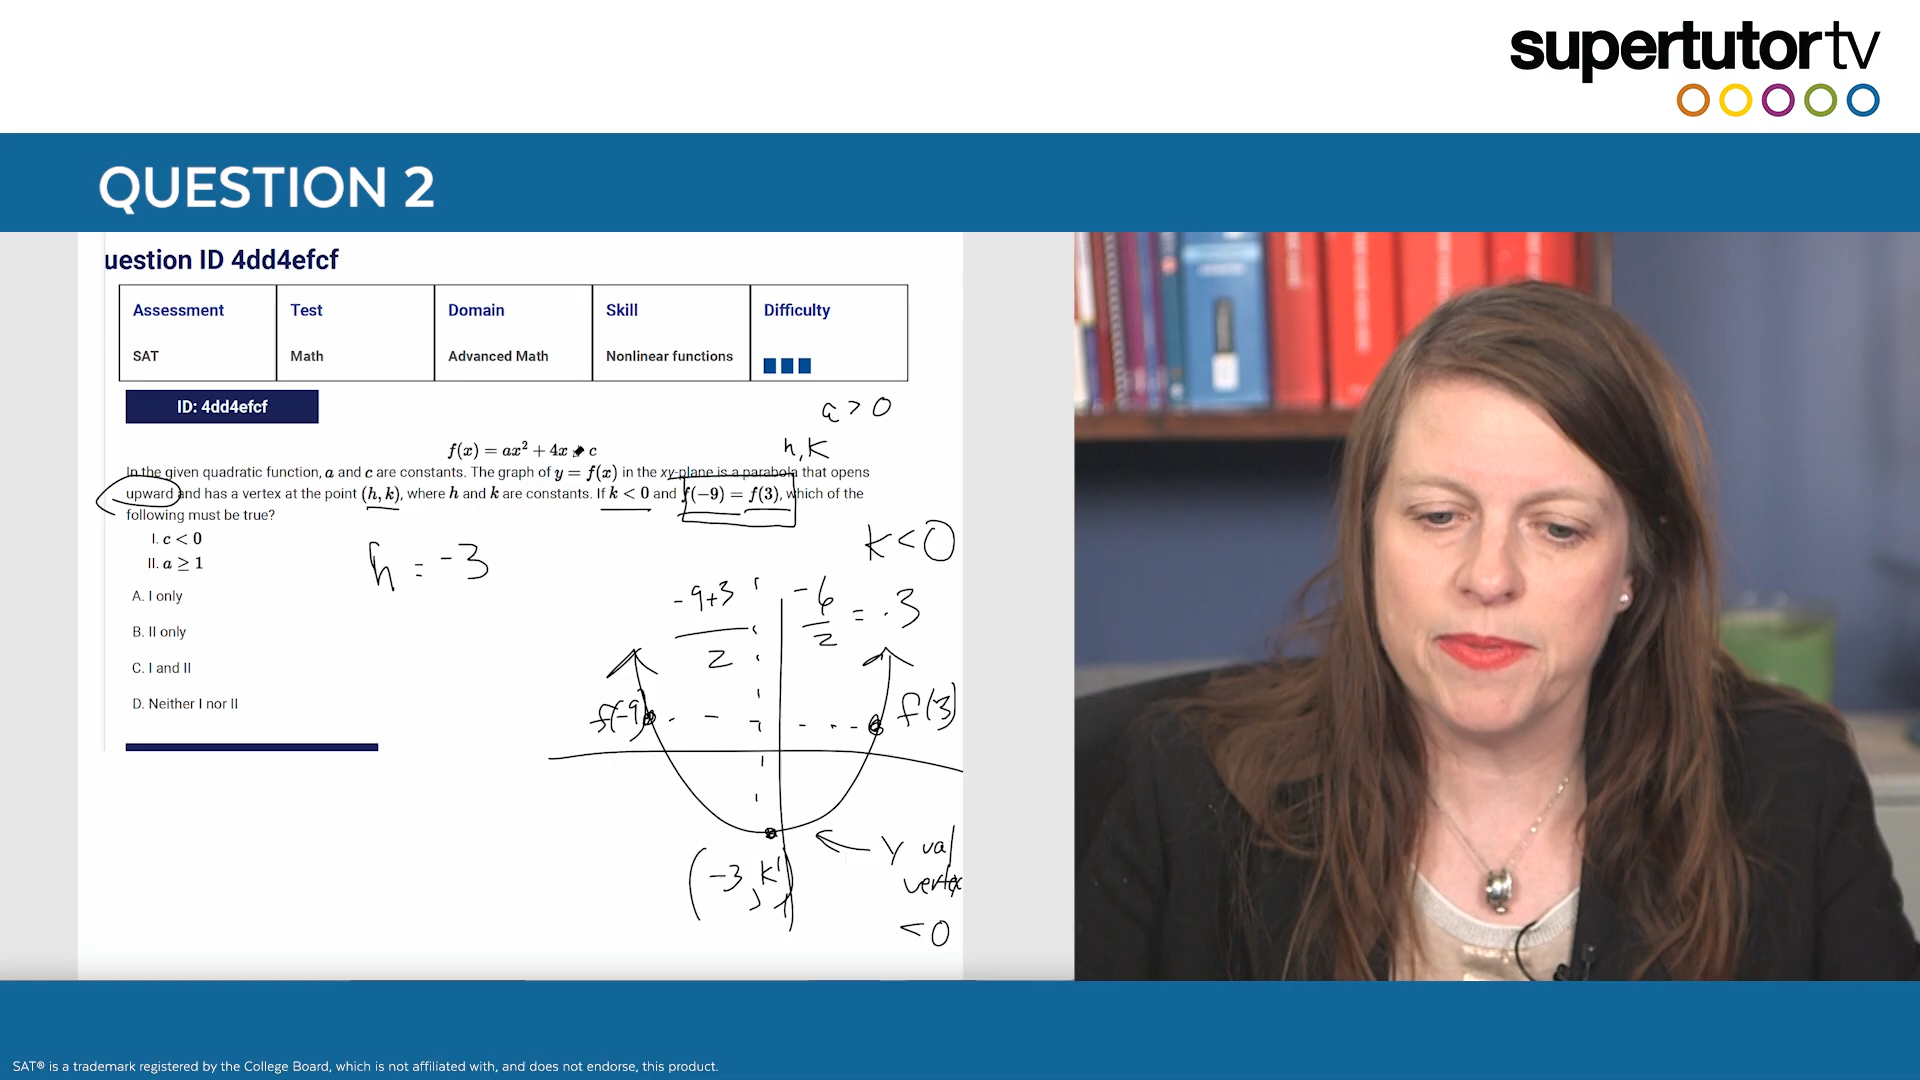 supertutortv
QUESTION 2
uestion ID 4dd4efcf
Assessment Test Domain Skill Difficulty
SAT Math Advanced Math Nonlinear functions
ID: 4dd4efcf
a > 0
f(x) = ax² + 4x + c
h, k
In the given quadratic function, a and c are constants. The graph of y = f(x) in the xy-plane is a parabola that opens
upward and has a vertex at the point (h, k), where h and k are constants. If k < 0 and f(−9) = f(3), which of the
following must be true?
I. c < 0
II. a ≥ 1
k < 0
h = -3
A. I only
B. II only
C. I and II
D. Neither I nor II
-9+3
2
-6
2
= -3
f(-9) f(3)
(-3, k)
y val
vertex
< 0
SAT® is a trademark registered by the College Board, which is not affiliated with, and does not endorse, this product.